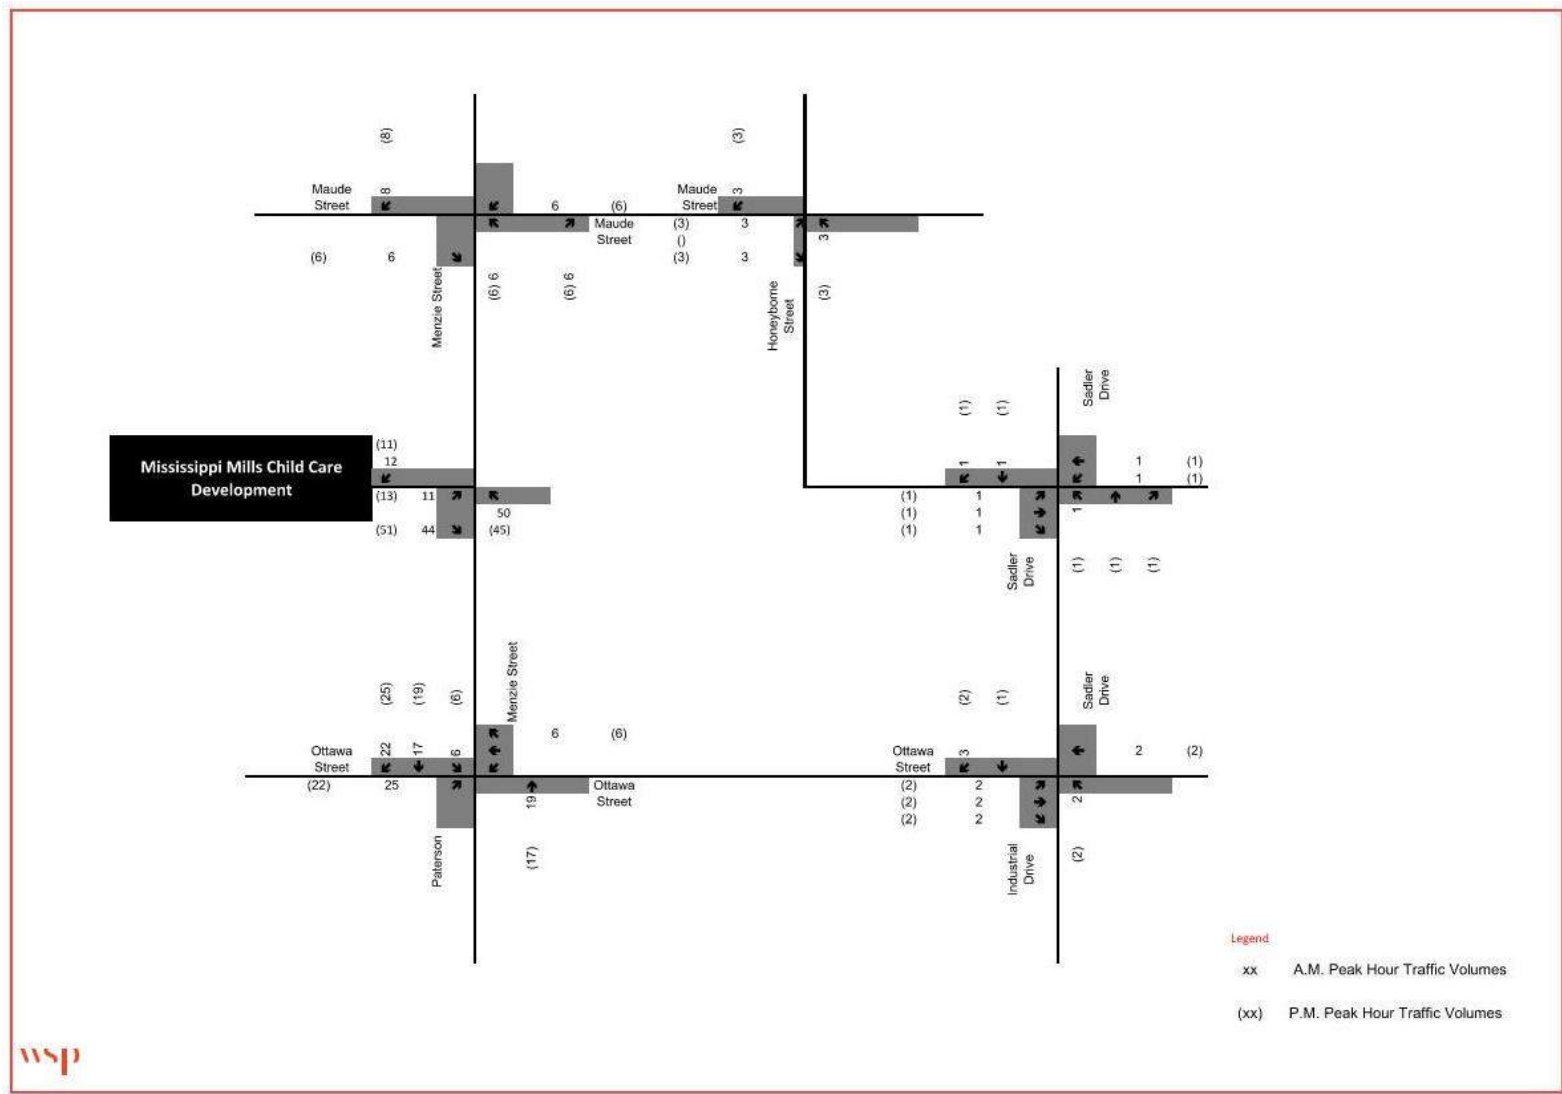 (8)
(3)
Maude
Street
8
6
(6)
Maude
Street
3
Maude
Street
(3)
3
()
(3)
3
3
(6)
6
(6) 6
(6) 6
(3)
Menzie Street
Honeyborne
Street
Sadler
Drive
(1)
(1)
Mississippi Mills Child Care
Development
(11)
12
(13)
11
50
(51)
44
(45)
1
1
1
(1)
1
(1)
(1)
1
(1)
1
(1)
1
1
Sadler
Drive
(1)
(1)
(1)
Menzie Street
(25)
(19)
(6)
(2)
(1)
Sadler
Drive
Ottawa
Street
22
17
6
6
(6)
(22)
25
19
Ottawa
Street
(17)
Paterson
Ottawa
Street
3
2
(2)
(2)
2
(2)
2
(2)
2
2
(2)
Industrial
Drive
Legend
xx A.M. Peak Hour Traffic Volumes
(xx) P.M. Peak Hour Traffic Volumes
wsp